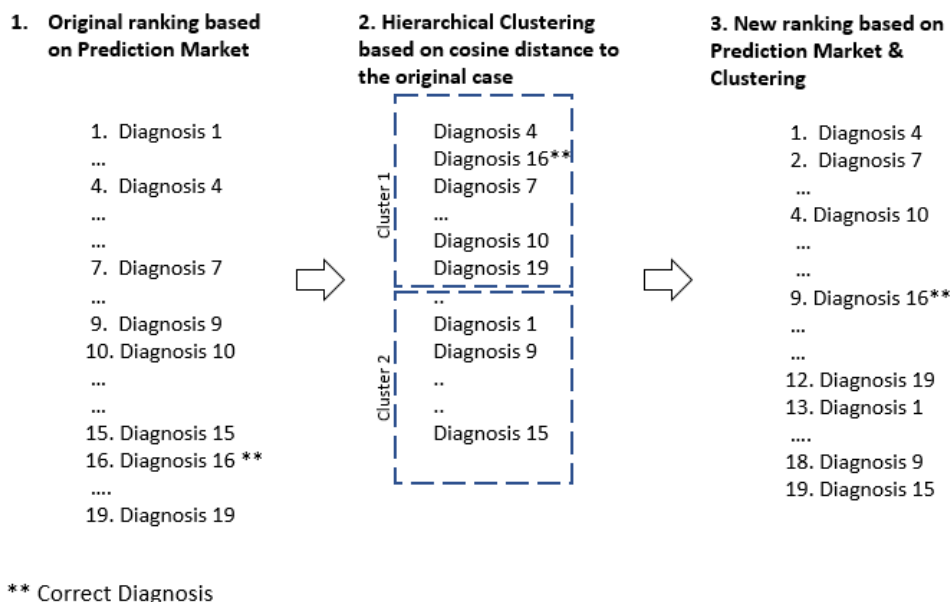 1. Original ranking based
on Prediction Market
1. Diagnosis 1
...
4. Diagnosis 4
...
...
7. Diagnosis 7
...
9. Diagnosis 9
10. Diagnosis 10
...
...
15. Diagnosis 15
16. Diagnosis 16 **
....
19. Diagnosis 19
2. Hierarchical Clustering
based on cosine distance to
the original case
Cluster 1
Diagnosis 4
Diagnosis 16**
Diagnosis 7
...
Diagnosis 10
Diagnosis 19
Cluster 2
..
Diagnosis 1
Diagnosis 9
..
..
Diagnosis 15
3. New ranking based on
Prediction Market &
Clustering
1. Diagnosis 4
2. Diagnosis 7
...
4. Diagnosis 10
...
...
9. Diagnosis 16**
...
...
12. Diagnosis 19
13. Diagnosis 1
....
18. Diagnosis 9
19. Diagnosis 15
** Correct Diagnosis